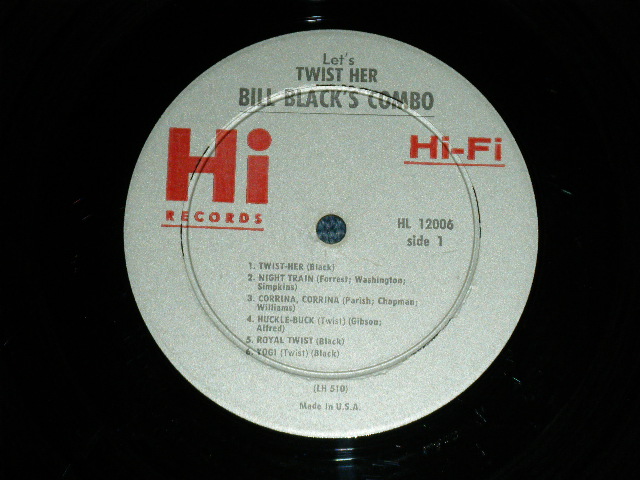 Let's
TWIST HER
BILL BLACK'S COMBO
Hi
RECORDS
Hi-Fi
HL 12006
side 1
1. TWIST-HER (Black)
2. NIGHT TRAIN (Forrest; Washington;
Simpkins)
3. CORRINA, CORRINA (Parish; Chapman;
Williams)
4. HUCKLE-BUCK (Twist) (Gibson;
Alfred)
5. ROYAL TWIST (Black)
6. YOGI (Twist) (Black)
(LH 510)
Made in U.S.A.